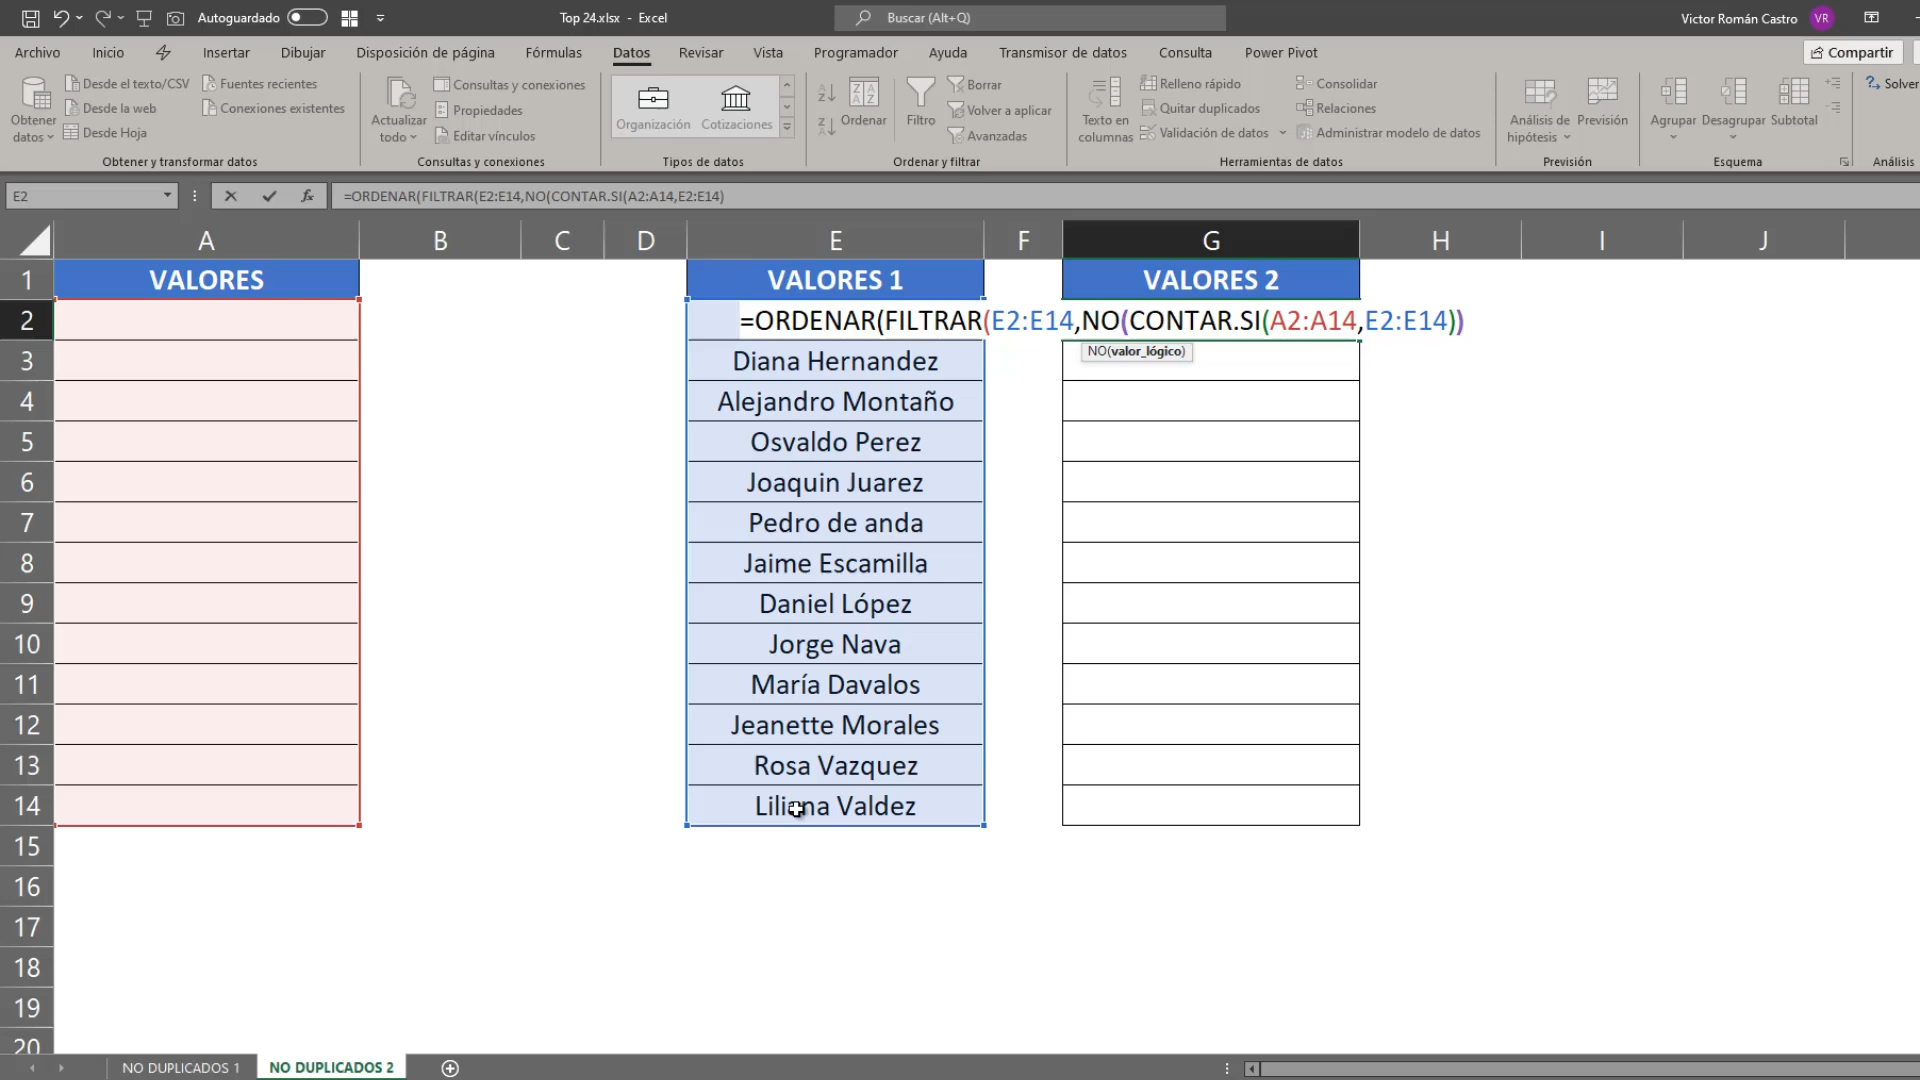 Autoguardado
Top 24.xlsx - Excel
Buscar (Alt+Q)
Victor Román Castro VR
Archivo Inicio Insertar Dibujar Disposición de página Fórmulas Datos Revisar Vista Programador Ayuda Transmisor de datos Consulta Power Pivot Compartir
Obtener datos
Desde el texto/CSV
Desde la web
Desde Hoja
Fuentes recientes
Conexiones existentes
Obtener y transformar datos
Actualizar todo
Consultas y conexiones
Propiedades
Editar vínculos
Consultas y conexiones
Organización Cotizaciones
Tipos de datos
Ordenar
Filtro
Borrar
Volver a aplicar
Avanzadas
Ordenar y filtrar
Texto en columnas
Relleno rápido
Quitar duplicados
Validación de datos
Consolidar
Relaciones
Administrar modelo de datos
Herramientas de datos
Análisis de hipótesis
Previsión
Previsión
Agrupar Desagrupar Subtotal
Esquema
Solver
Análisis
E2 fx =ORDENAR(FILTRAR(E2:E14,NO(CONTAR.SI(A2:A14,E2:E14)
A B C D E F G H I J
1 VALORES VALORES 1 VALORES 2
2 =ORDENAR(FILTRAR(E2:E14,NO(CONTAR.SI(A2:A14,E2:E14))
NO(valor_lógico)
3 Diana Hernandez
4 Alejandro Montaño
5 Osvaldo Perez
6 Joaquin Juarez
7 Pedro de anda
8 Jaime Escamilla
9 Daniel López
10 Jorge Nava
11 María Davalos
12 Jeanette Morales
13 Rosa Vazquez
14 Liliana Valdez
15
16
17
18
19
20
NO DUPLICADOS 1 NO DUPLICADOS 2